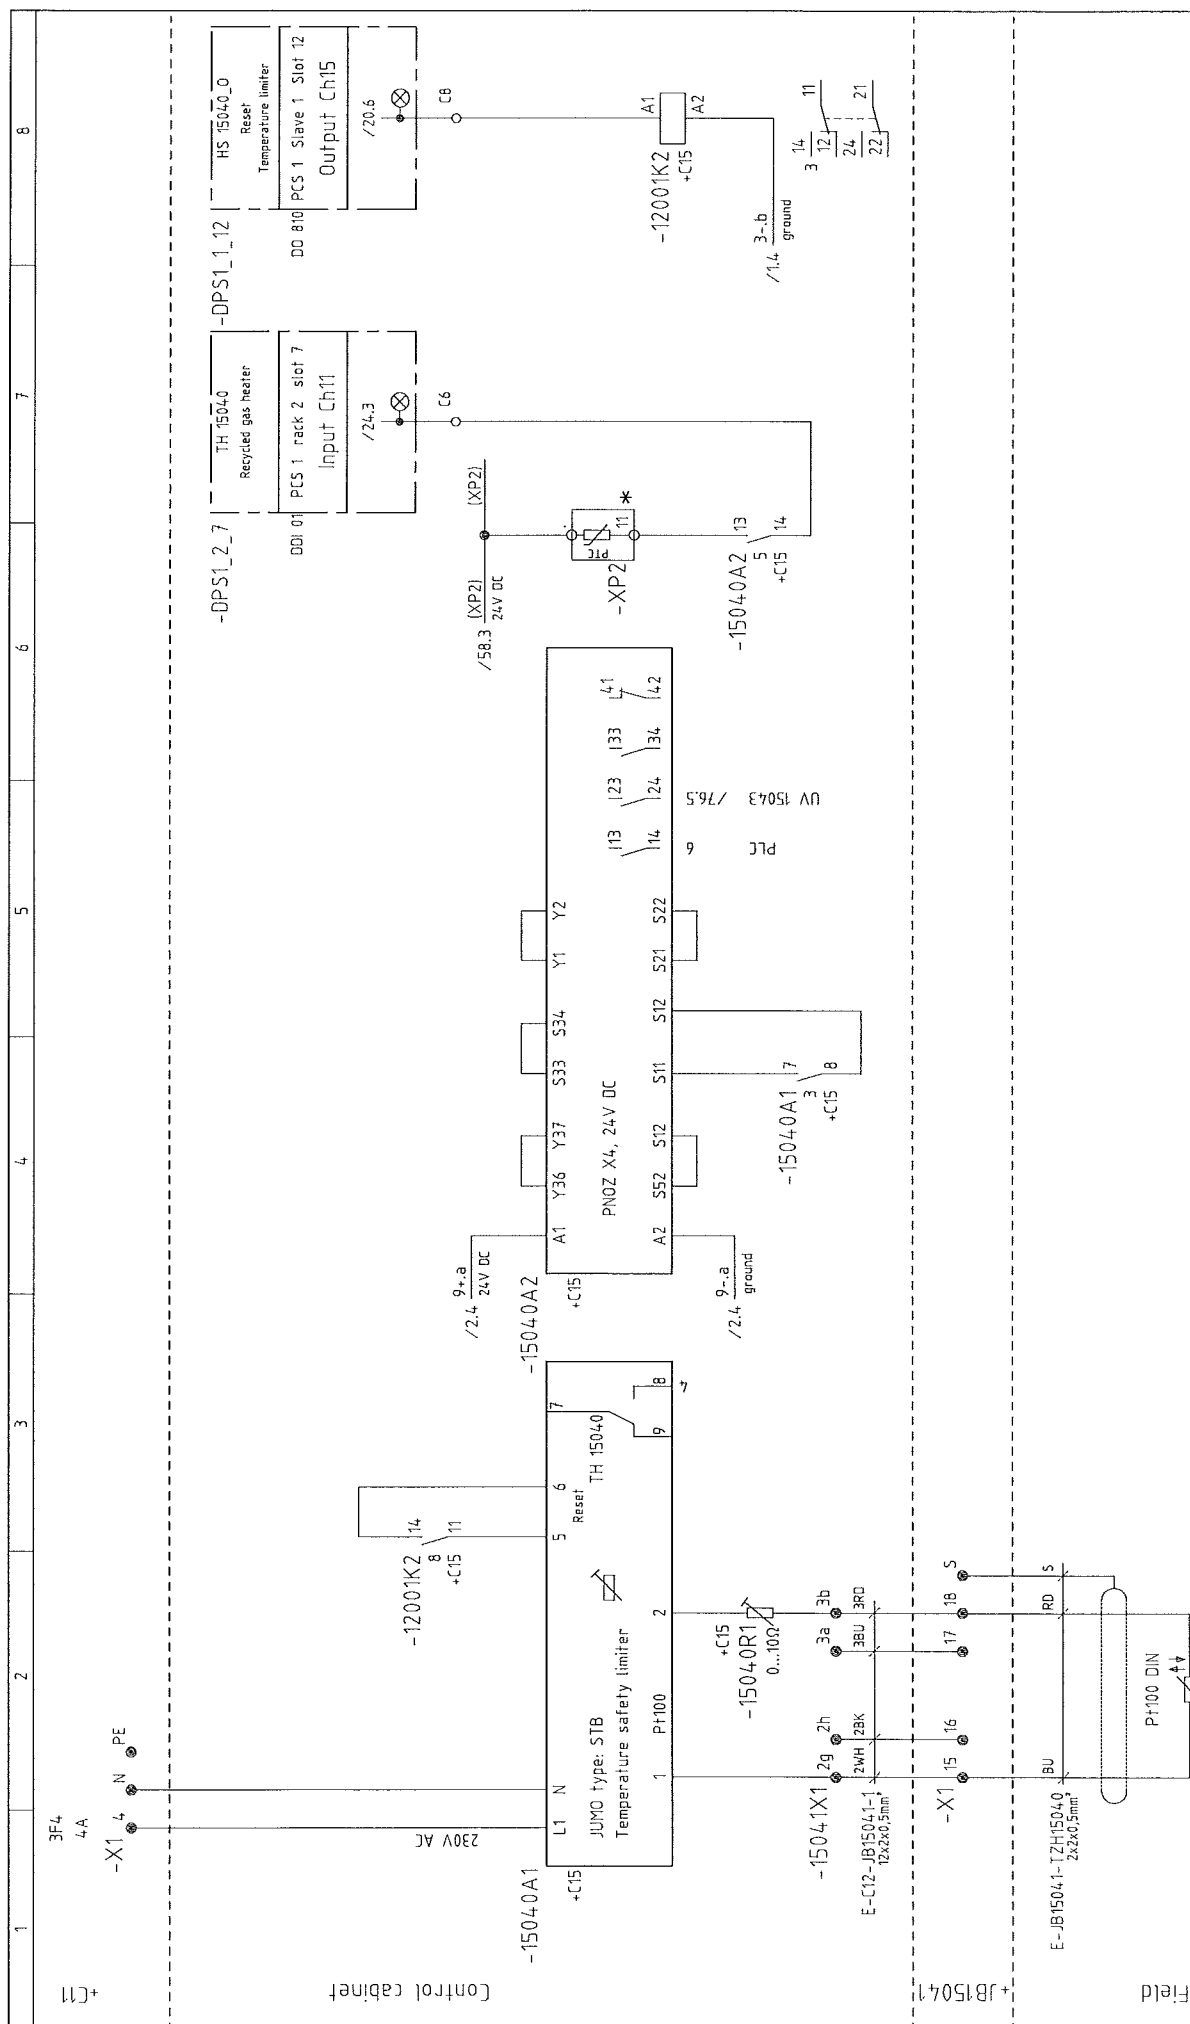 1
2
3
4
5
6
7
8
+C11
3F4
4A
-X1
4
N
PE
Control cabinet
230V AC
-15040A1
+C15
L1
N
JUMO type: STB
Temperature safety limiter
Pt100
1
2
5
6
Reset
TH 15040
7
9
8
4
-12001K2
8
+C15
14
11
+C15
-15040R1
0...10Ω
-15041X1
2g
2h
3a
3b
2WH
2BK
3BU
3RD
E-C12-JB15041-1
12x2x0,5mm²
+JB15041
-X1
15
16
17
18
S
E-JB15041-TZH15040
2x2x0,5mm²
BU
RD
S
Pt100 DIN
Field
-15040A2
+C15
/2.4
9+.a
24V DC
A1
Y36
Y37
S33
S34
Y1
Y2
PNOZ X4, 24V DC
A2
S52
S12
S11
S12
S21
S22
/2.4
9-.a
ground
-15040A1
3
+C15
7
8
13
14
23
24
33
34
41
42
6
/76.5
PLC
UV 15043
/58.3
(XP2)
24V DC
(XP2)
-XP2
PTC
11
*
-15040A2
5
+C15
13
14
-DPS1_2_7
TH 15040
Recycled gas heater
DDI 01
PCS 1 rack 2 slot 7
Input Ch11
/24.3
C6
-DPS1_1_12
HS 15040_O
Reset
Temperature limiter
DO 810
PCS 1 Slave 1 Slot 12
Output Ch15
/20.6
C8
-12001K2
+C15
A1
A2
/1.4
3-.b
ground
3
14
12
11
24
22
21